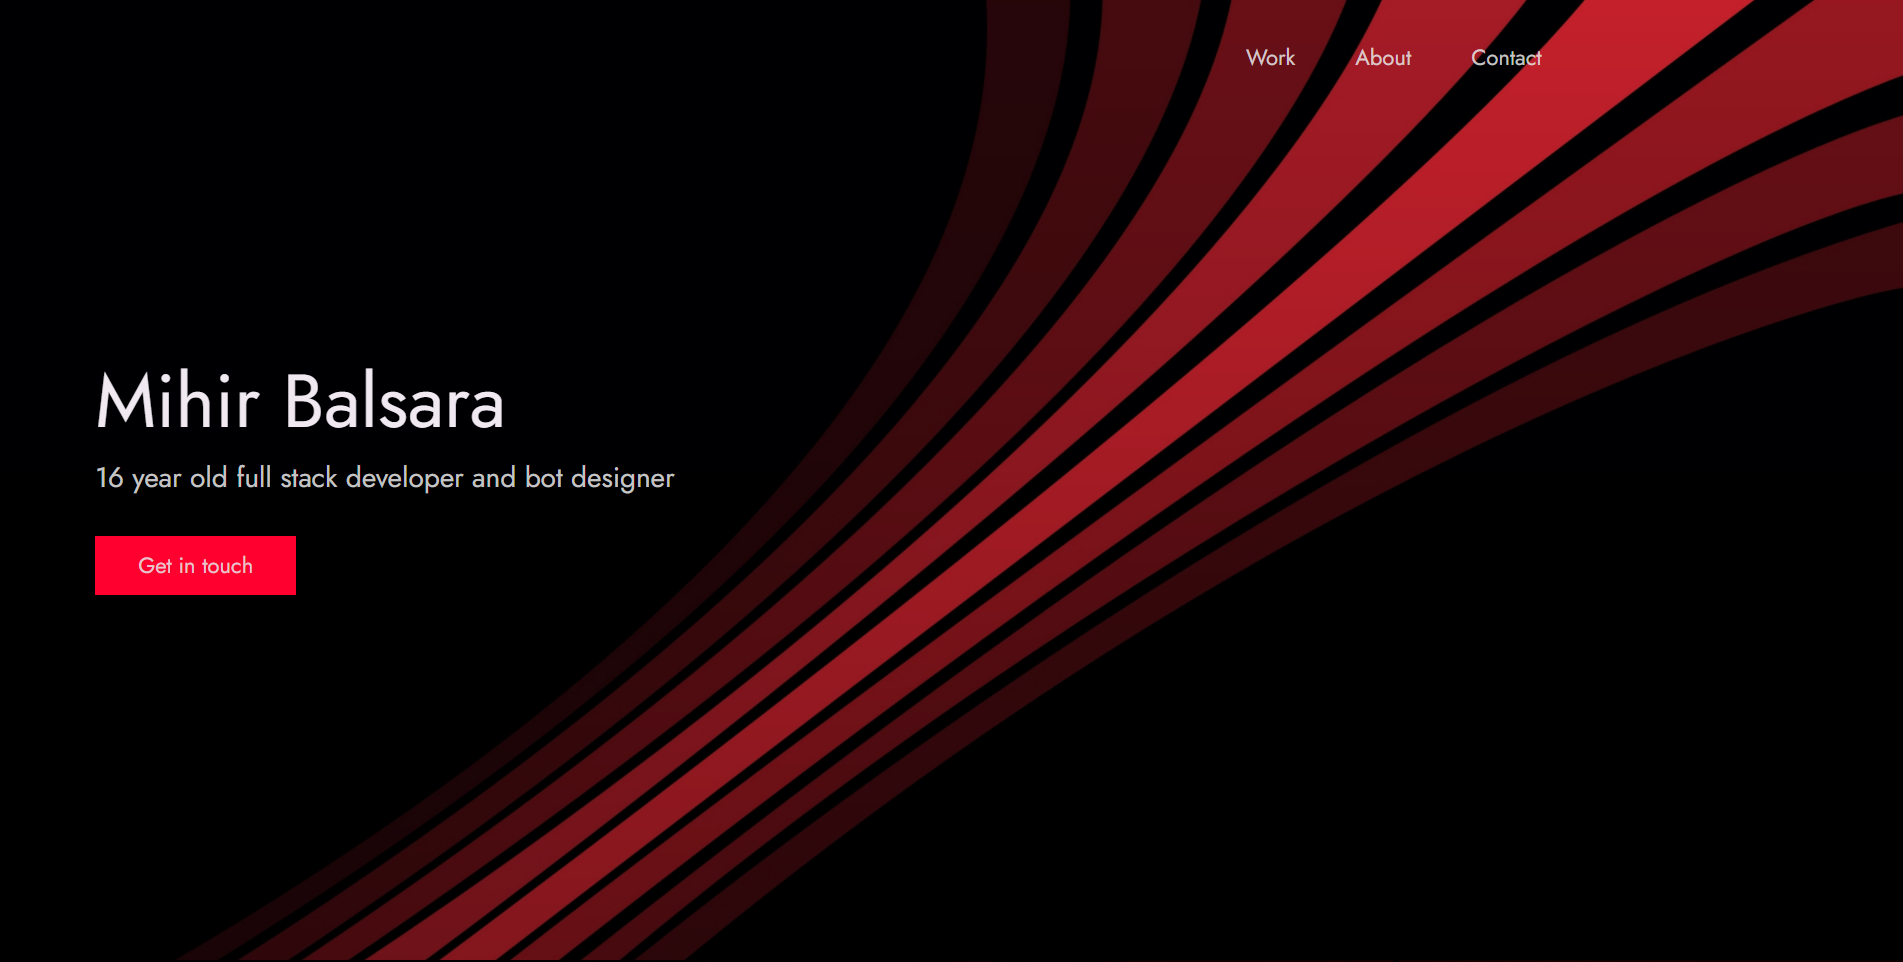 Work About Contact
Mihir Balsara
16 year old full stack developer and bot designer
Get in touch